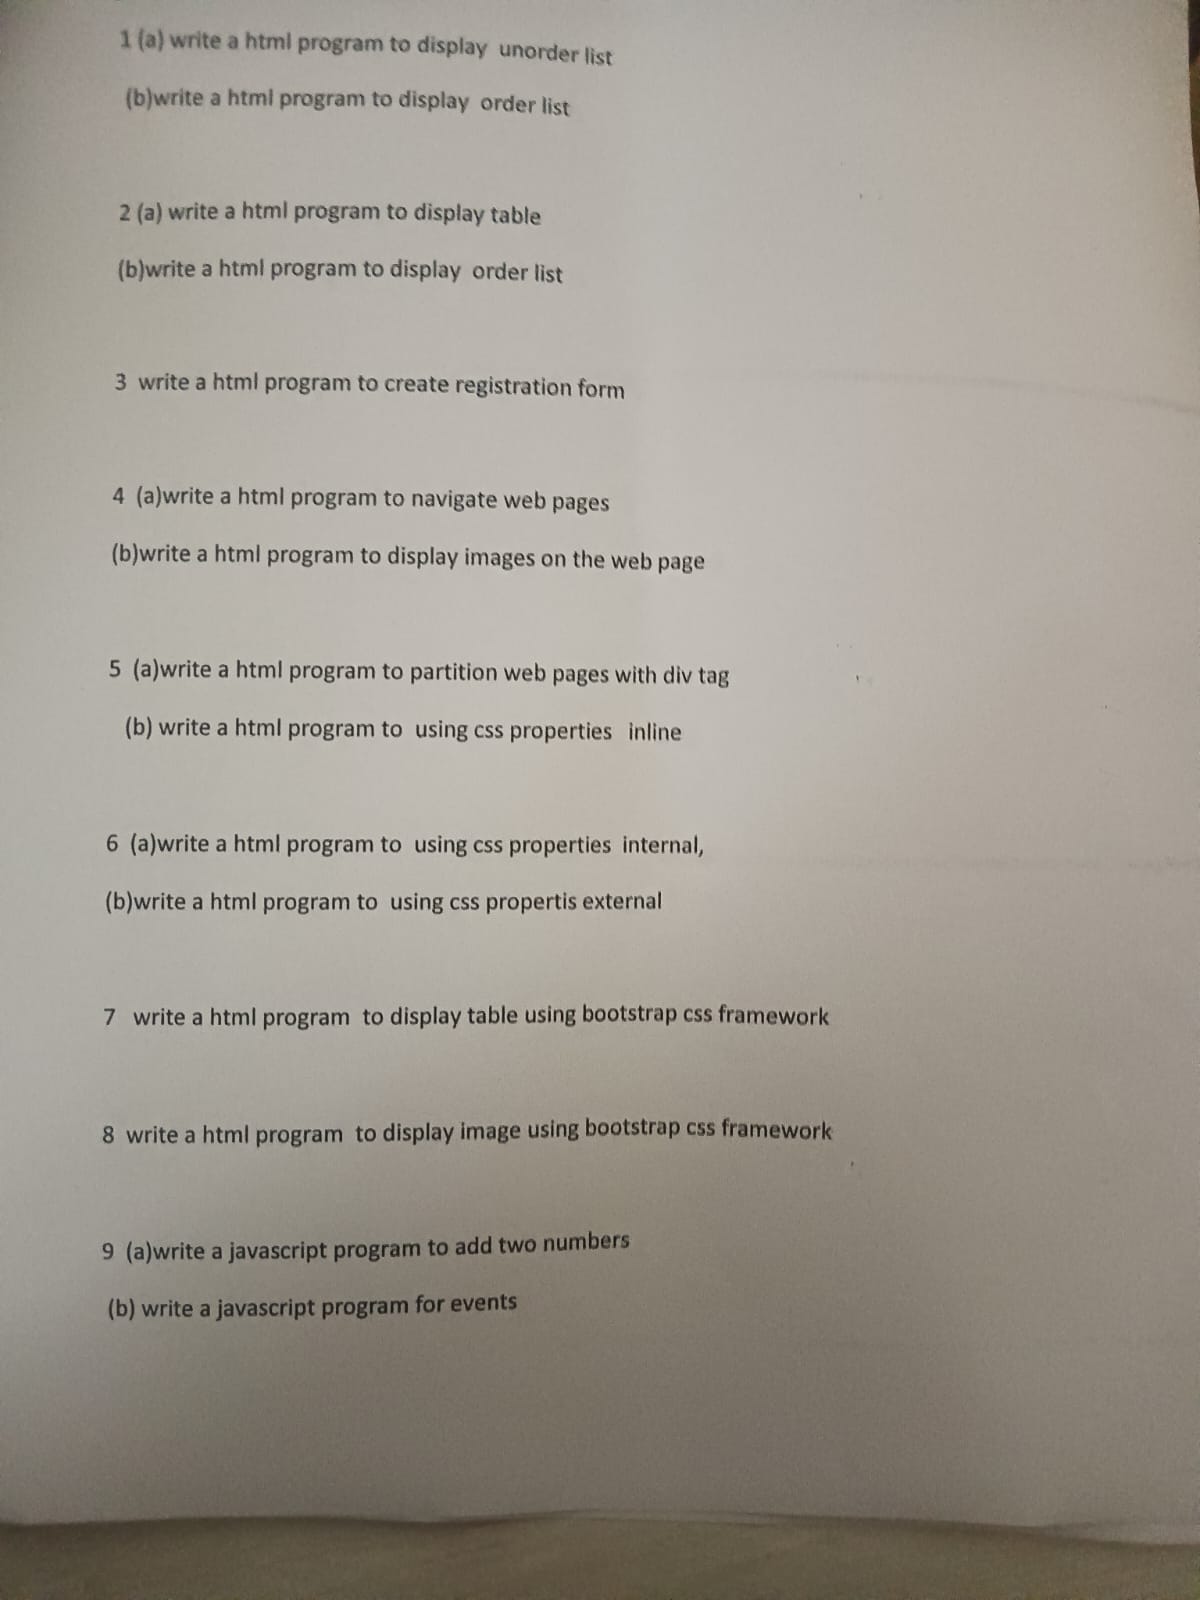 1 (a) write a html program to display unorder list
(b)write a html program to display order list
2 (a) write a html program to display table
(b)write a html program to display order list
3 write a html program to create registration form
4 (a)write a html program to navigate web pages
(b)write a html program to display images on the web page
5 (a)write a html program to partition web pages with div tag
(b) write a html program to using css properties inline
6 (a)write a html program to using css properties internal,
(b)write a html program to using css propertis external
7 write a html program to display table using bootstrap css framework
8 write a html program to display image using bootstrap css framework
9 (a)write a javascript program to add two numbers
(b) write a javascript program for events